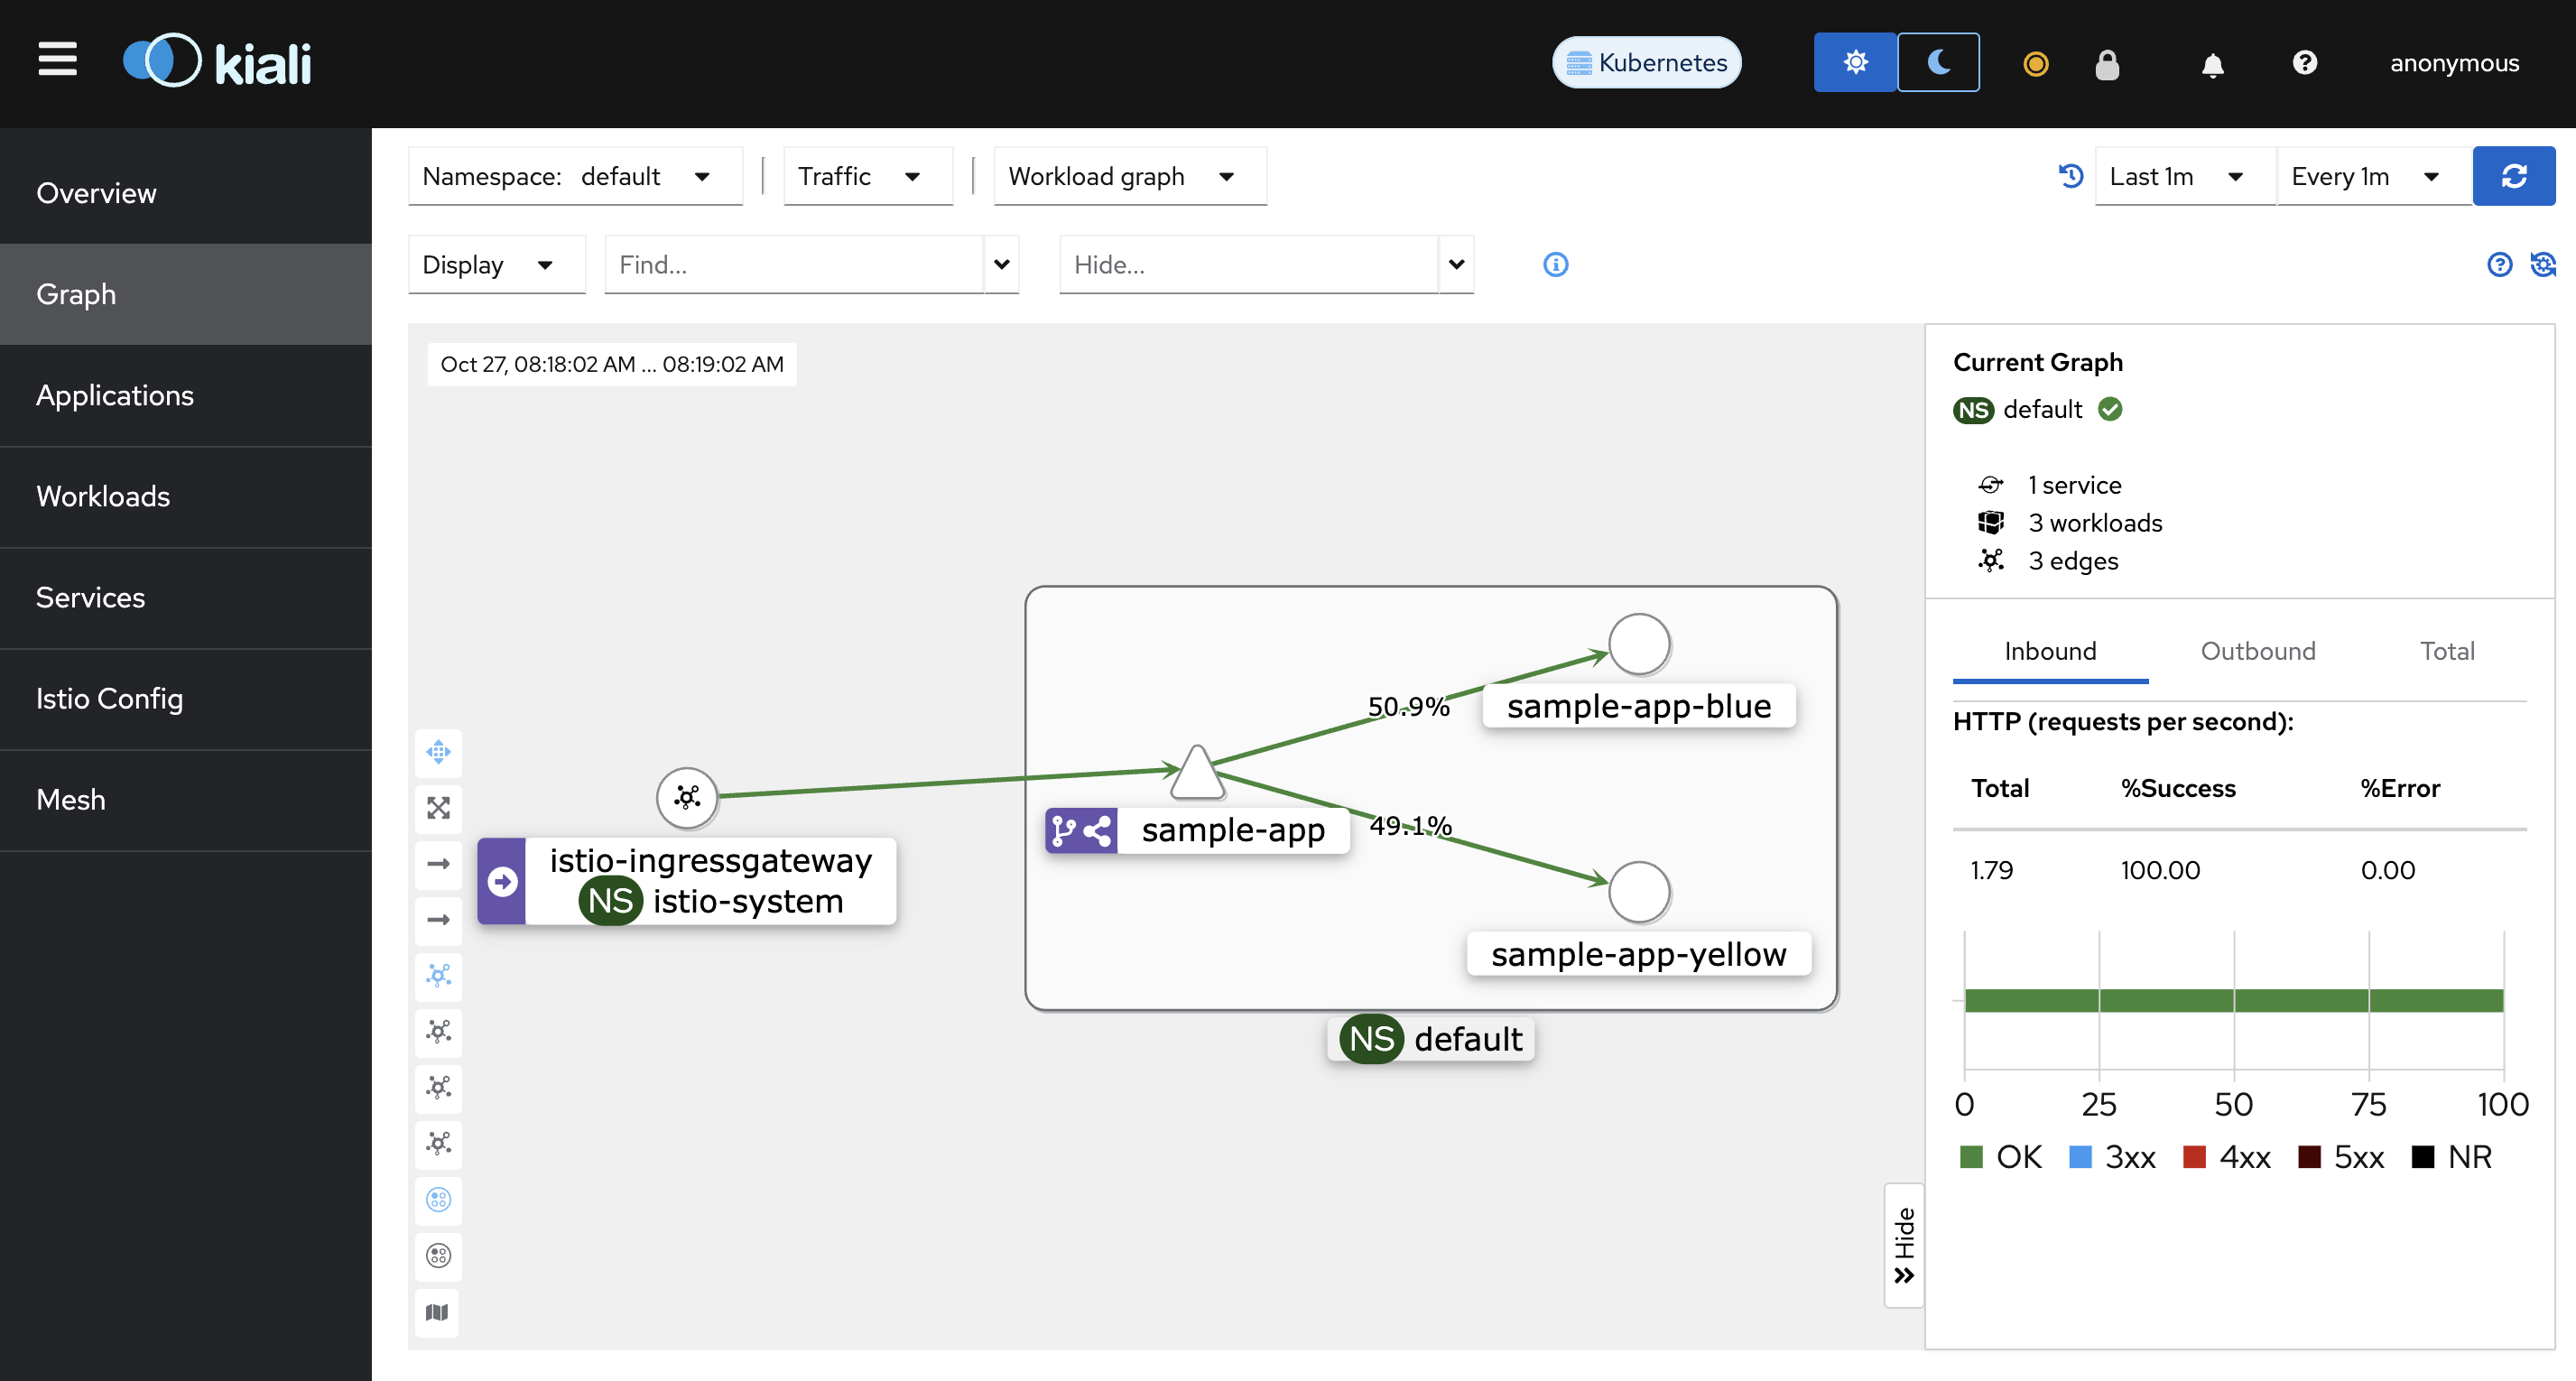 kiali
Kubernetes
anonymous
Overview
Graph
Applications
Workloads
Services
Istio Config
Mesh
Namespace: default
Traffic
Workload graph
Last 1m
Every 1m
Display
Find...
Hide...
Oct 27, 08:18:02 AM ... 08:19:02 AM
50.9%
sample-app-blue
sample-app
49.1%
istio-ingressgateway
NS istio-system
sample-app-yellow
NS default
Hide
Current Graph
NS default
1 service
3 workloads
3 edges
Inbound Outbound Total
HTTP (requests per second):
Total %Success %Error
1.79 100.00 0.00
0 25 50 75 100
OK 3xx 4xx 5xx NR